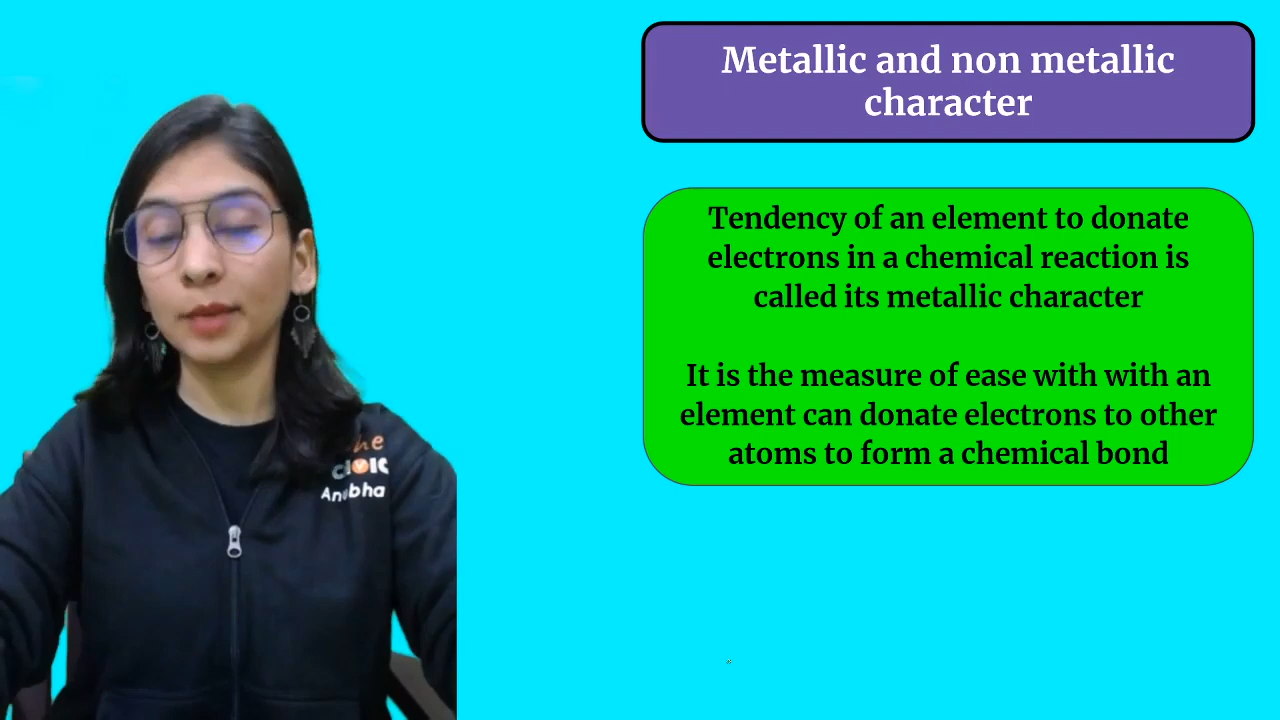 Metallic and non metallic
character
Tendency of an element to donate
electrons in a chemical reaction is
called its metallic character
It is the measure of ease with with an
element can donate electrons to other
atoms to form a chemical bond